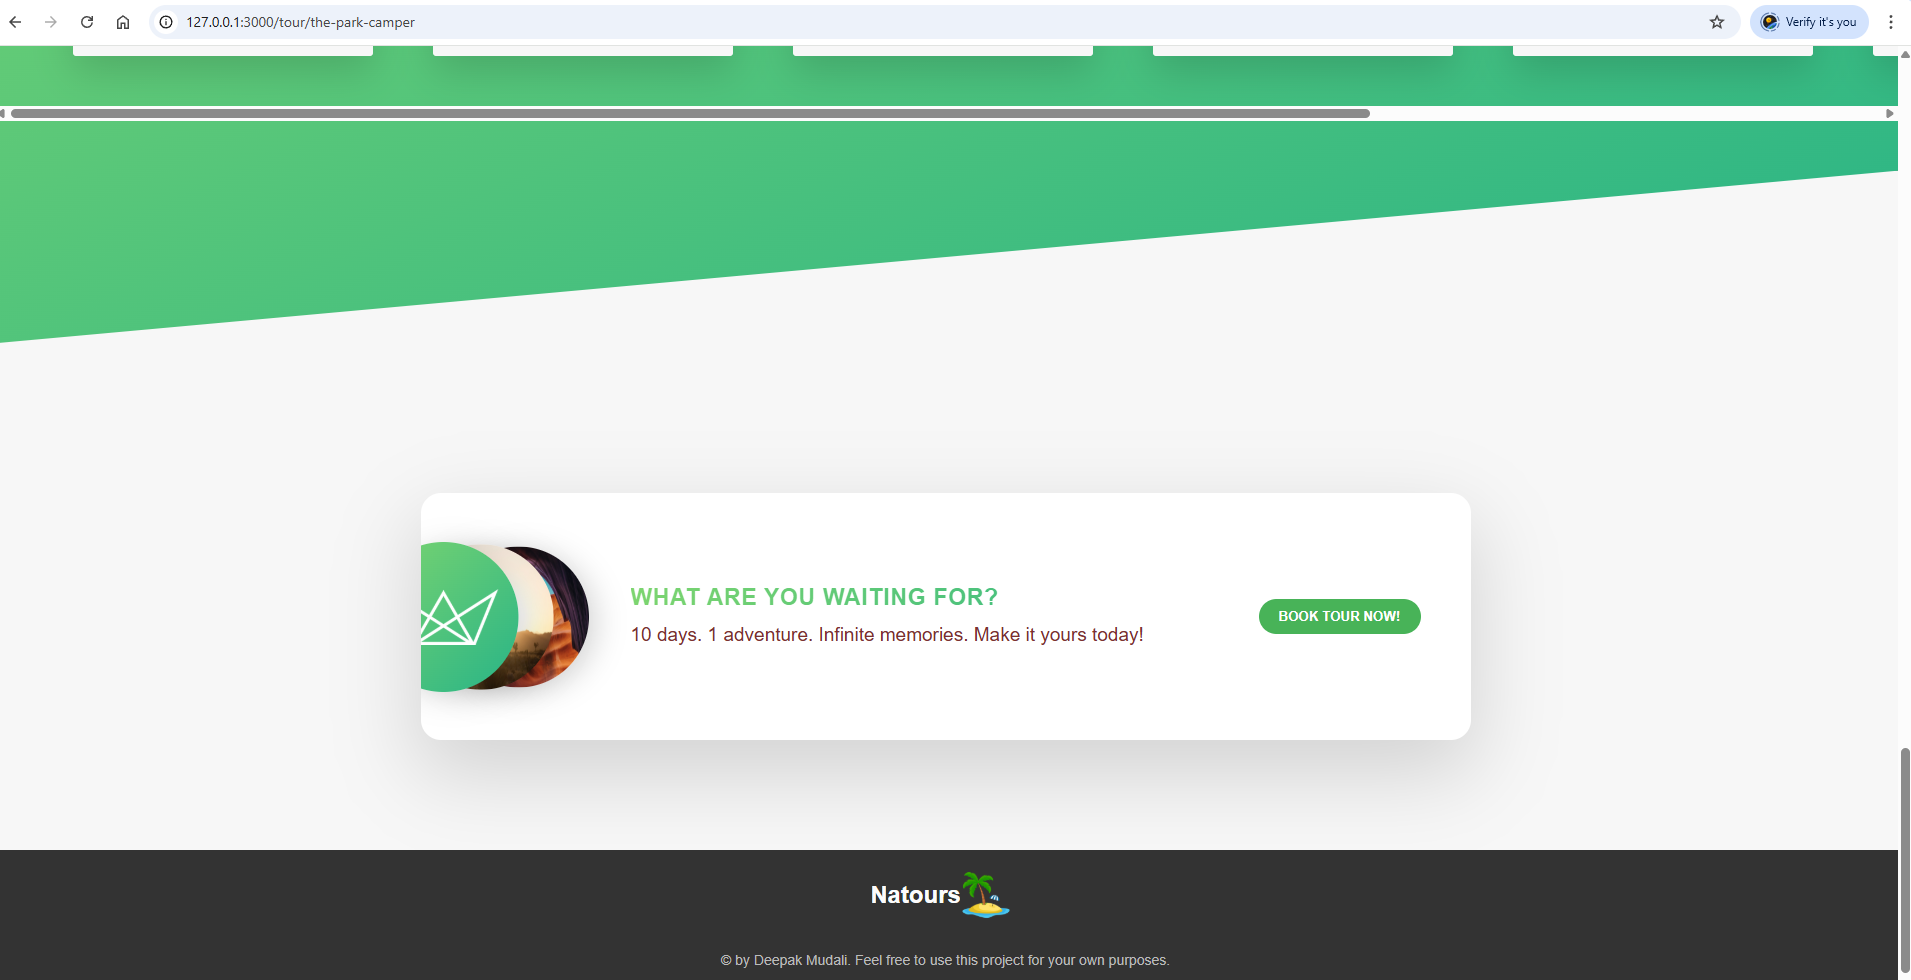 127.0.0.1:3000/tour/the-park-camper
Verify it's you
WHAT ARE YOU WAITING FOR?
10 days. 1 adventure. Infinite memories. Make it yours today!
BOOK TOUR NOW!
Natours
© by Deepak Mudali. Feel free to use this project for your own purposes.